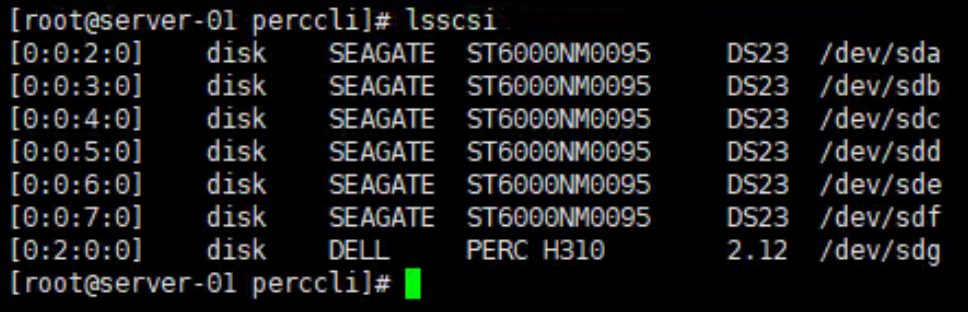 [root@server-01 perccli]# lsscsi
[0:0:2:0]    disk    SEAGATE  ST6000NM0095     DS23  /dev/sda
[0:0:3:0]    disk    SEAGATE  ST6000NM0095     DS23  /dev/sdb
[0:0:4:0]    disk    SEAGATE  ST6000NM0095     DS23  /dev/sdc
[0:0:5:0]    disk    SEAGATE  ST6000NM0095     DS23  /dev/sdd
[0:0:6:0]    disk    SEAGATE  ST6000NM0095     DS23  /dev/sde
[0:0:7:0]    disk    SEAGATE  ST6000NM0095     DS23  /dev/sdf
[0:2:0:0]    disk    DELL     PERC H310        2.12  /dev/sdg
[root@server-01 perccli]#